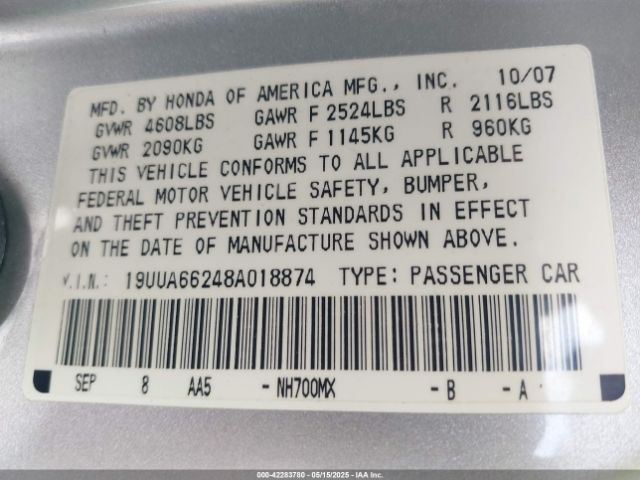 MFD. BY HONDA OF AMERICA MFG., INC. 10/07
GVWR 4608LBS GAWR F 2524LBS R 2116LBS
GVWR 2090KG GAWR F 1145KG R 960KG
THIS VEHICLE CONFORMS TO ALL APPLICABLE
FEDERAL MOTOR VEHICLE SAFETY, BUMPER,
AND THEFT PREVENTION STANDARDS IN EFFECT
ON THE DATE OF MANUFACTURE SHOWN ABOVE.
V.I.N.: 19UUA66248A018874 TYPE: PASSENGER CAR
SEP 8 AA5 - NH700MX - B - A
000-42283780 - 05/15/2025 - IAA Inc.